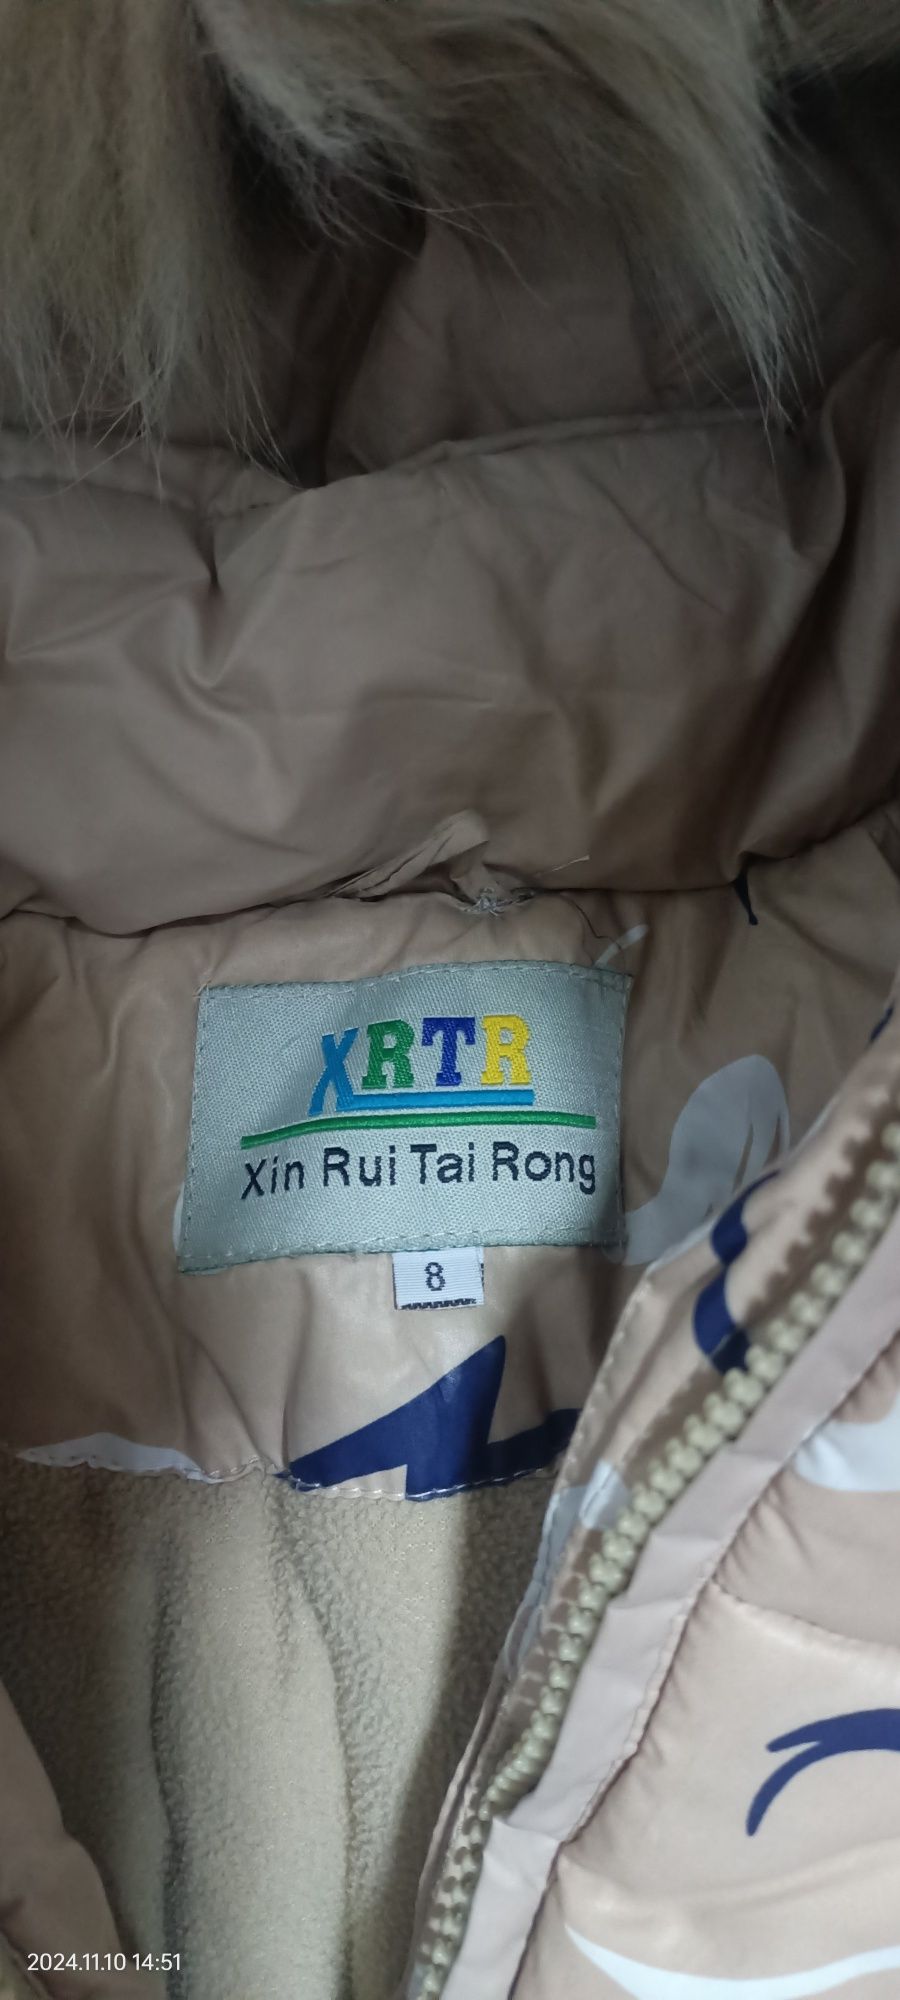 XRTR
Xin Rui Tai Rong
8
2024.11.10 14:51